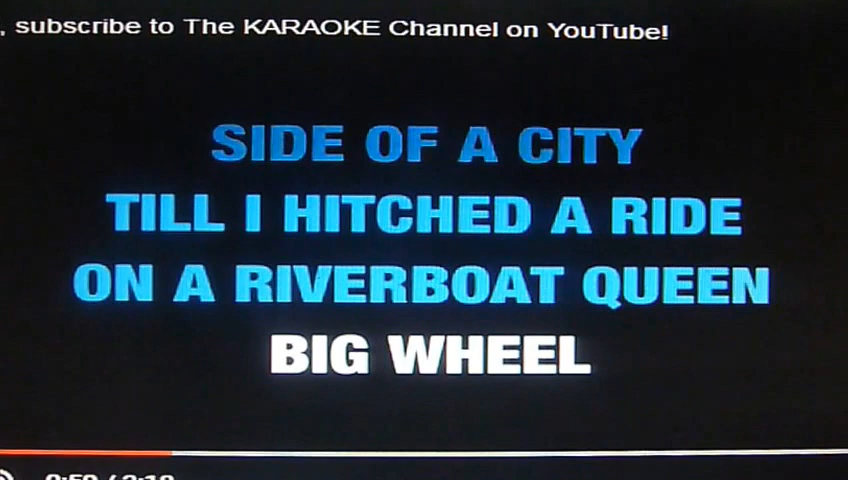 , subscribe to The KARAOKE Channel on YouTube!
SIDE OF A CITY
TILL I HITCHED A RIDE
ON A RIVERBOAT QUEEN
BIG WHEEL